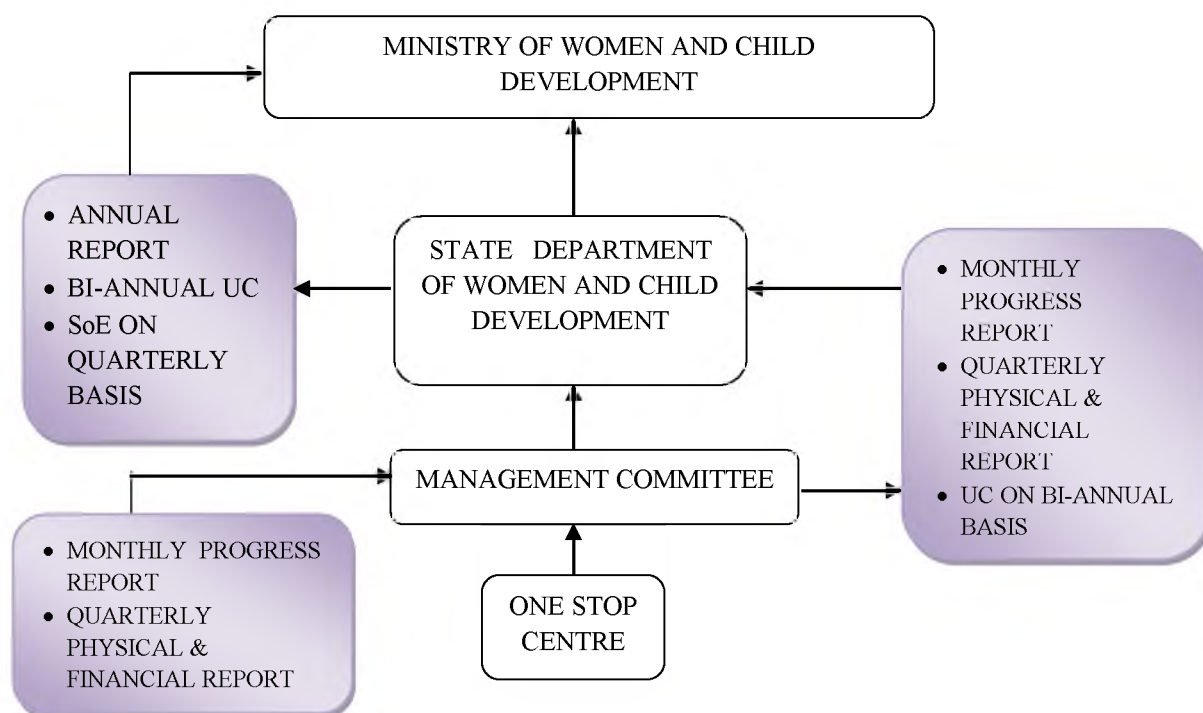 MINISTRY OF WOMEN AND CHILD
DEVELOPMENT
• ANNUAL
REPORT
• BI-ANNUAL UC
• SoE ON
QUARTERLY
BASIS
STATE DEPARTMENT
OF WOMEN AND CHILD
DEVELOPMENT
• MONTHLY
PROGRESS
REPORT
• QUARTERLY
PHYSICAL &
FINANCIAL
REPORT
• UC ON BI-ANNUAL
BASIS
MANAGEMENT COMMITTEE
• MONTHLY PROGRESS
REPORT
• QUARTERLY
PHYSICAL &
FINANCIAL REPORT
ONE STOP
CENTRE